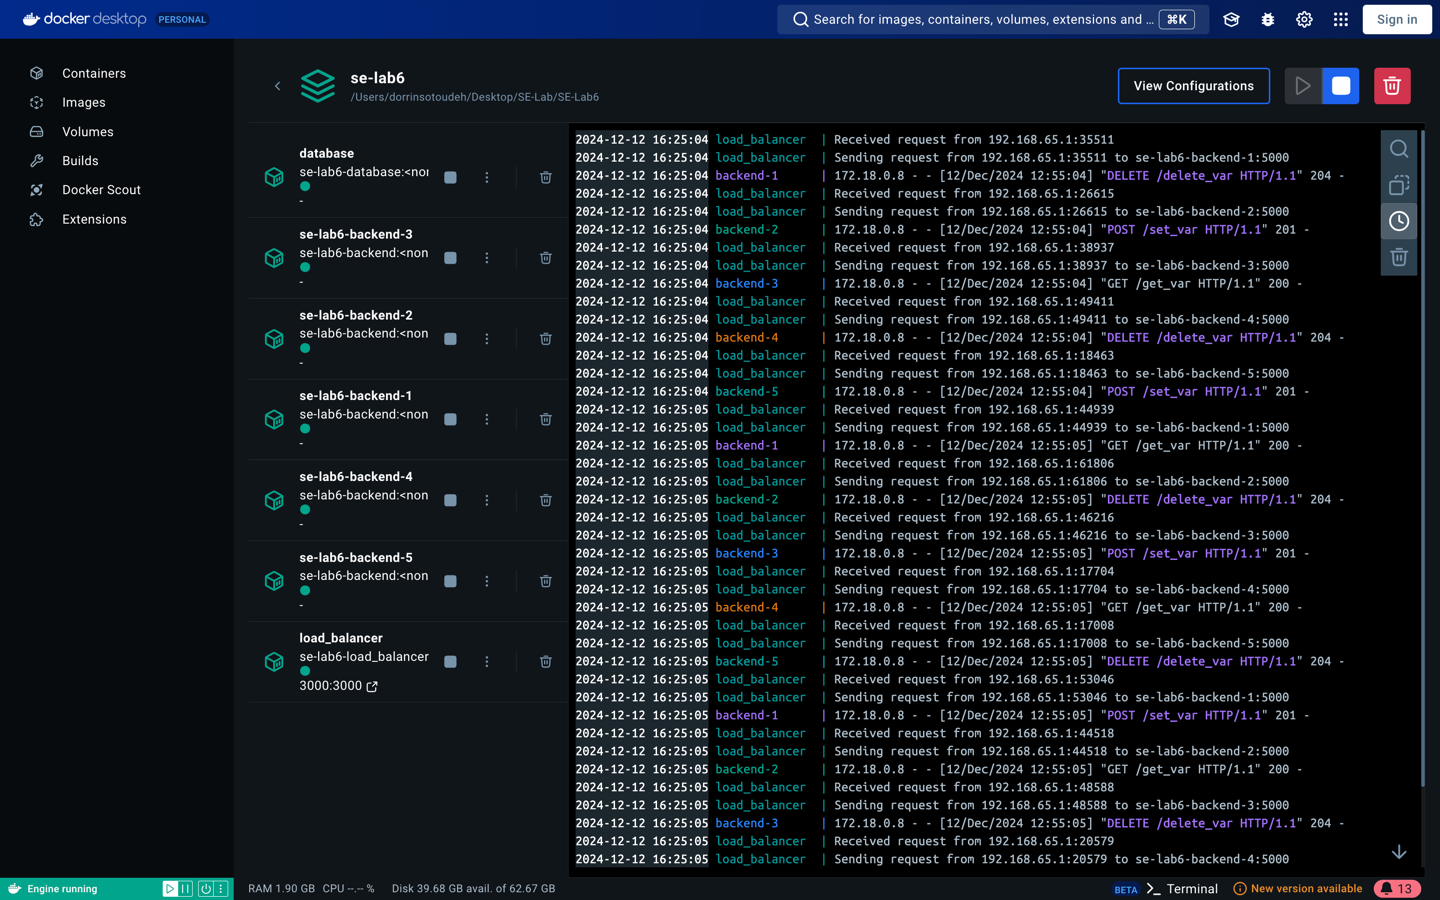 docker desktop PERSONAL
Search for images, containers, volumes, extensions and ... ⌘K
Sign in
Containers
Images
Volumes
Builds
Docker Scout
Extensions
se-lab6
/Users/dorrinsotoudeh/Desktop/SE-Lab/SE-Lab6
View Configurations
database
se-lab6-database:<nor
-
se-lab6-backend-3
se-lab6-backend:<non
-
se-lab6-backend-2
se-lab6-backend:<non
-
se-lab6-backend-1
se-lab6-backend:<non
-
se-lab6-backend-4
se-lab6-backend:<non
-
se-lab6-backend-5
se-lab6-backend:<non
-
load_balancer
se-lab6-load_balancer
3000:3000
2024-12-12 16:25:04 load_balancer | Received request from 192.168.65.1:35511
2024-12-12 16:25:04 load_balancer | Sending request from 192.168.65.1:35511 to se-lab6-backend-1:5000
2024-12-12 16:25:04 backend-1 | 172.18.0.8 - - [12/Dec/2024 12:55:04] "DELETE /delete_var HTTP/1.1" 204 -
2024-12-12 16:25:04 load_balancer | Received request from 192.168.65.1:26615
2024-12-12 16:25:04 load_balancer | Sending request from 192.168.65.1:26615 to se-lab6-backend-2:5000
2024-12-12 16:25:04 backend-2 | 172.18.0.8 - - [12/Dec/2024 12:55:04] "POST /set_var HTTP/1.1" 201 -
2024-12-12 16:25:04 load_balancer | Received request from 192.168.65.1:38937
2024-12-12 16:25:04 load_balancer | Sending request from 192.168.65.1:38937 to se-lab6-backend-3:5000
2024-12-12 16:25:04 backend-3 | 172.18.0.8 - - [12/Dec/2024 12:55:04] "GET /get_var HTTP/1.1" 200 -
2024-12-12 16:25:04 load_balancer | Received request from 192.168.65.1:49411
2024-12-12 16:25:04 load_balancer | Sending request from 192.168.65.1:49411 to se-lab6-backend-4:5000
2024-12-12 16:25:04 backend-4 | 172.18.0.8 - - [12/Dec/2024 12:55:04] "DELETE /delete_var HTTP/1.1" 204 -
2024-12-12 16:25:04 load_balancer | Received request from 192.168.65.1:18463
2024-12-12 16:25:04 load_balancer | Sending request from 192.168.65.1:18463 to se-lab6-backend-5:5000
2024-12-12 16:25:04 backend-5 | 172.18.0.8 - - [12/Dec/2024 12:55:04] "POST /set_var HTTP/1.1" 201 -
2024-12-12 16:25:05 load_balancer | Received request from 192.168.65.1:44939
2024-12-12 16:25:05 load_balancer | Sending request from 192.168.65.1:44939 to se-lab6-backend-1:5000
2024-12-12 16:25:05 backend-1 | 172.18.0.8 - - [12/Dec/2024 12:55:05] "GET /get_var HTTP/1.1" 200 -
2024-12-12 16:25:05 load_balancer | Received request from 192.168.65.1:61806
2024-12-12 16:25:05 load_balancer | Sending request from 192.168.65.1:61806 to se-lab6-backend-2:5000
2024-12-12 16:25:05 backend-2 | 172.18.0.8 - - [12/Dec/2024 12:55:05] "DELETE /delete_var HTTP/1.1" 204 -
2024-12-12 16:25:05 load_balancer | Received request from 192.168.65.1:46216
2024-12-12 16:25:05 load_balancer | Sending request from 192.168.65.1:46216 to se-lab6-backend-3:5000
2024-12-12 16:25:05 backend-3 | 172.18.0.8 - - [12/Dec/2024 12:55:05] "POST /set_var HTTP/1.1" 201 -
2024-12-12 16:25:05 load_balancer | Received request from 192.168.65.1:17704
2024-12-12 16:25:05 load_balancer | Sending request from 192.168.65.1:17704 to se-lab6-backend-4:5000
2024-12-12 16:25:05 backend-4 | 172.18.0.8 - - [12/Dec/2024 12:55:05] "GET /get_var HTTP/1.1" 200 -
2024-12-12 16:25:05 load_balancer | Received request from 192.168.65.1:17008
2024-12-12 16:25:05 load_balancer | Sending request from 192.168.65.1:17008 to se-lab6-backend-5:5000
2024-12-12 16:25:05 backend-5 | 172.18.0.8 - - [12/Dec/2024 12:55:05] "DELETE /delete_var HTTP/1.1" 204 -
2024-12-12 16:25:05 load_balancer | Received request from 192.168.65.1:53046
2024-12-12 16:25:05 load_balancer | Sending request from 192.168.65.1:53046 to se-lab6-backend-1:5000
2024-12-12 16:25:05 backend-1 | 172.18.0.8 - - [12/Dec/2024 12:55:05] "POST /set_var HTTP/1.1" 201 -
2024-12-12 16:25:05 load_balancer | Received request from 192.168.65.1:44518
2024-12-12 16:25:05 load_balancer | Sending request from 192.168.65.1:44518 to se-lab6-backend-2:5000
2024-12-12 16:25:05 backend-2 | 172.18.0.8 - - [12/Dec/2024 12:55:05] "GET /get_var HTTP/1.1" 200 -
2024-12-12 16:25:05 load_balancer | Received request from 192.168.65.1:48588
2024-12-12 16:25:05 load_balancer | Sending request from 192.168.65.1:48588 to se-lab6-backend-3:5000
2024-12-12 16:25:05 backend-3 | 172.18.0.8 - - [12/Dec/2024 12:55:05] "DELETE /delete_var HTTP/1.1" 204 -
2024-12-12 16:25:05 load_balancer | Received request from 192.168.65.1:20579
2024-12-12 16:25:05 load_balancer | Sending request from 192.168.65.1:20579 to se-lab6-backend-4:5000
Engine running
RAM 1.90 GB CPU --.-- % Disk 39.68 GB avail. of 62.67 GB
BETA >_ Terminal
New version available
13